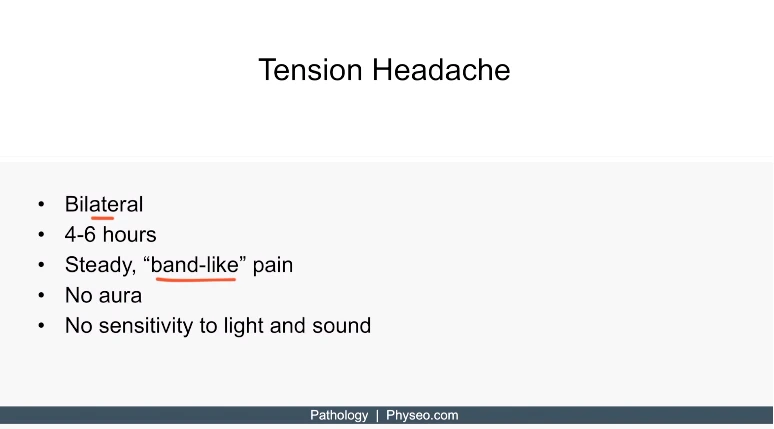 Tension Headache
• Bilateral
• 4-6 hours
• Steady, “band-like” pain
• No aura
• No sensitivity to light and sound
Pathology | Physeo.com